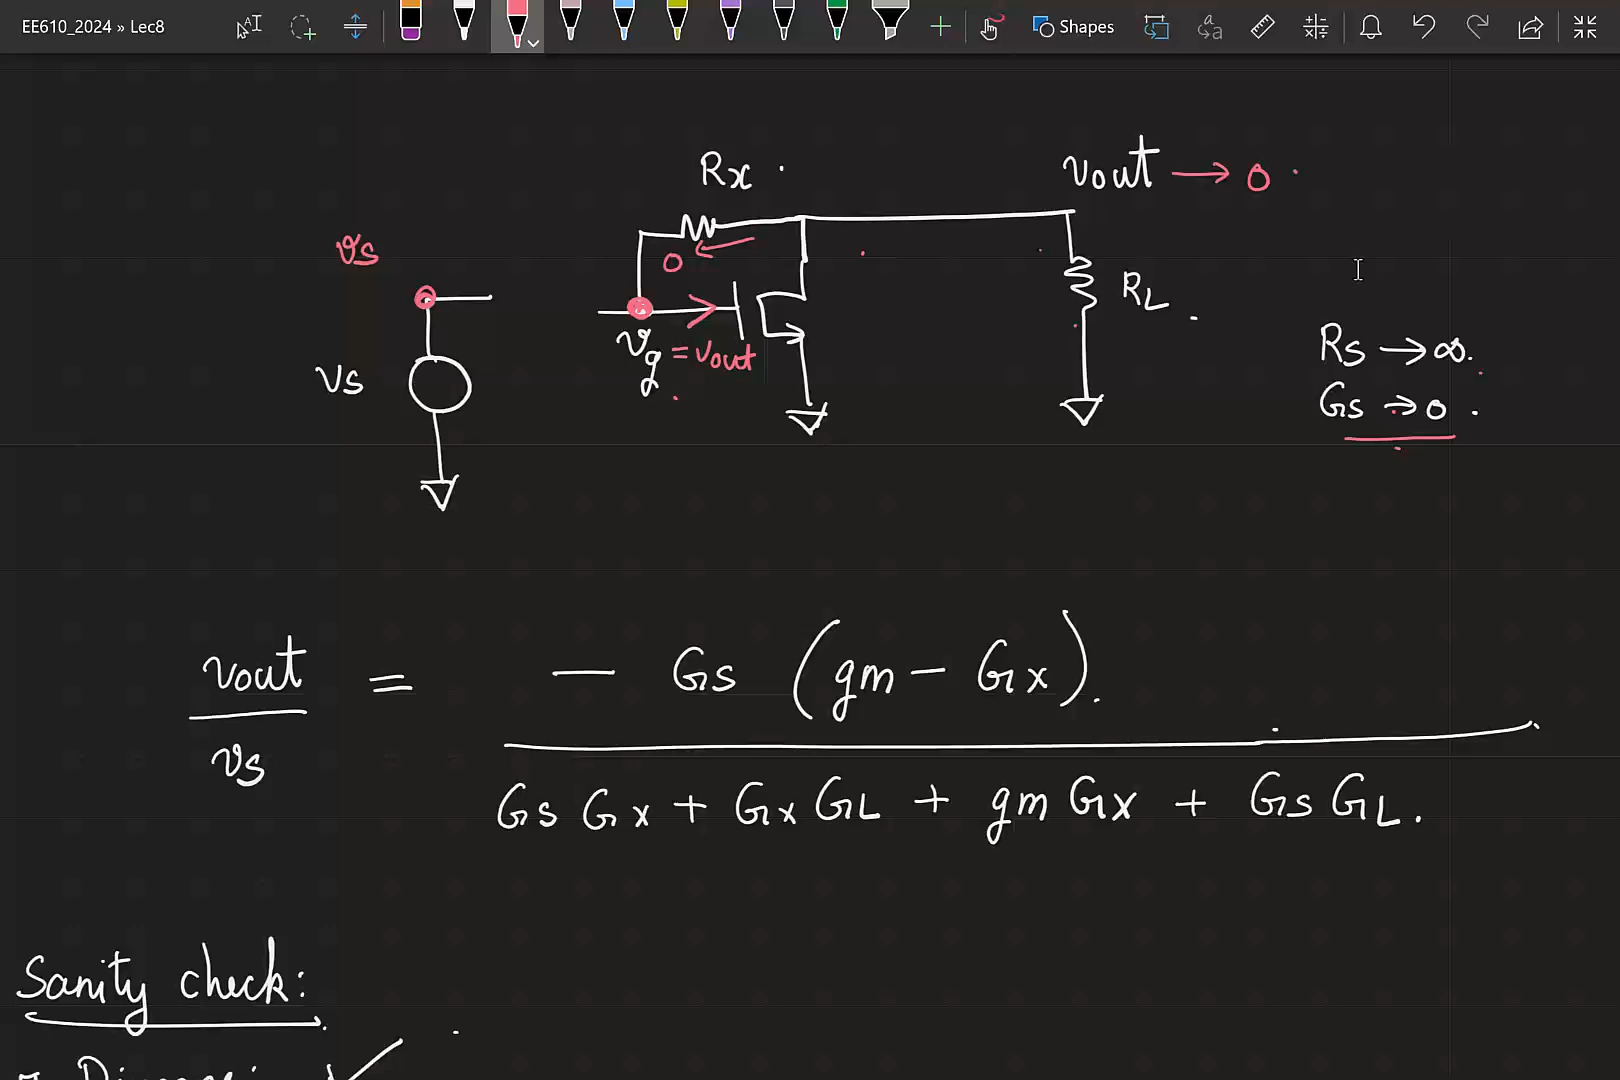 EE610_2024 » Lec8
Shapes
Rx
vout → 0
vs
0
RL
vg = vout
vs
Rs → ∞.
Gs → 0.
vout / vs = - Gs (gm - Gx).
Gs Gx + Gx GL + gm Gx + Gs GL.
Sanity check: